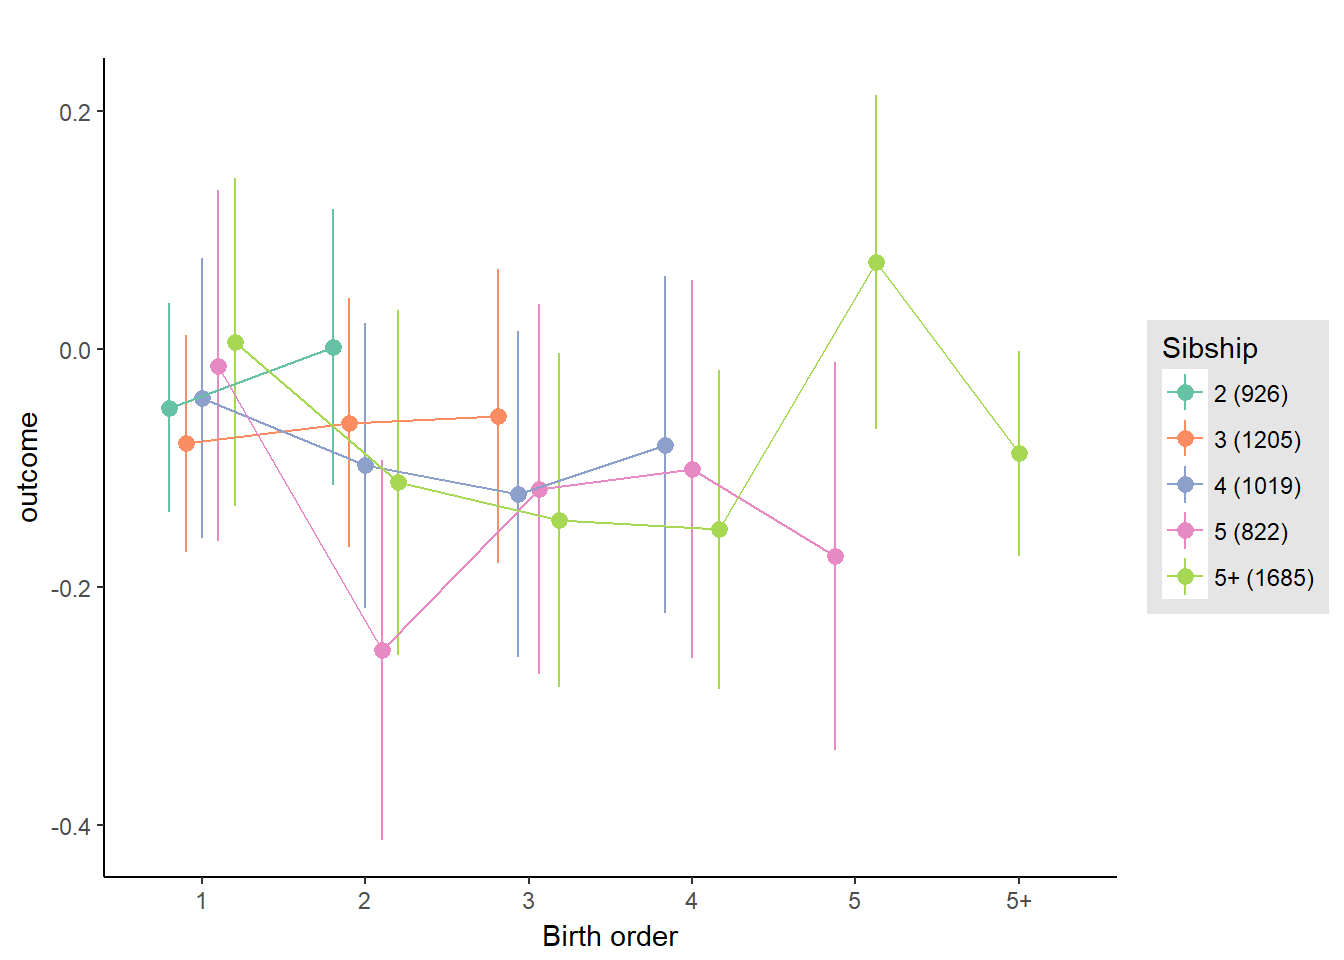 0.2
0.0
-0.2
-0.4
outcome
1 2 3 4 5 5+
Birth order
Sibship
2 (926)
3 (1205)
4 (1019)
5 (822)
5+ (1685)